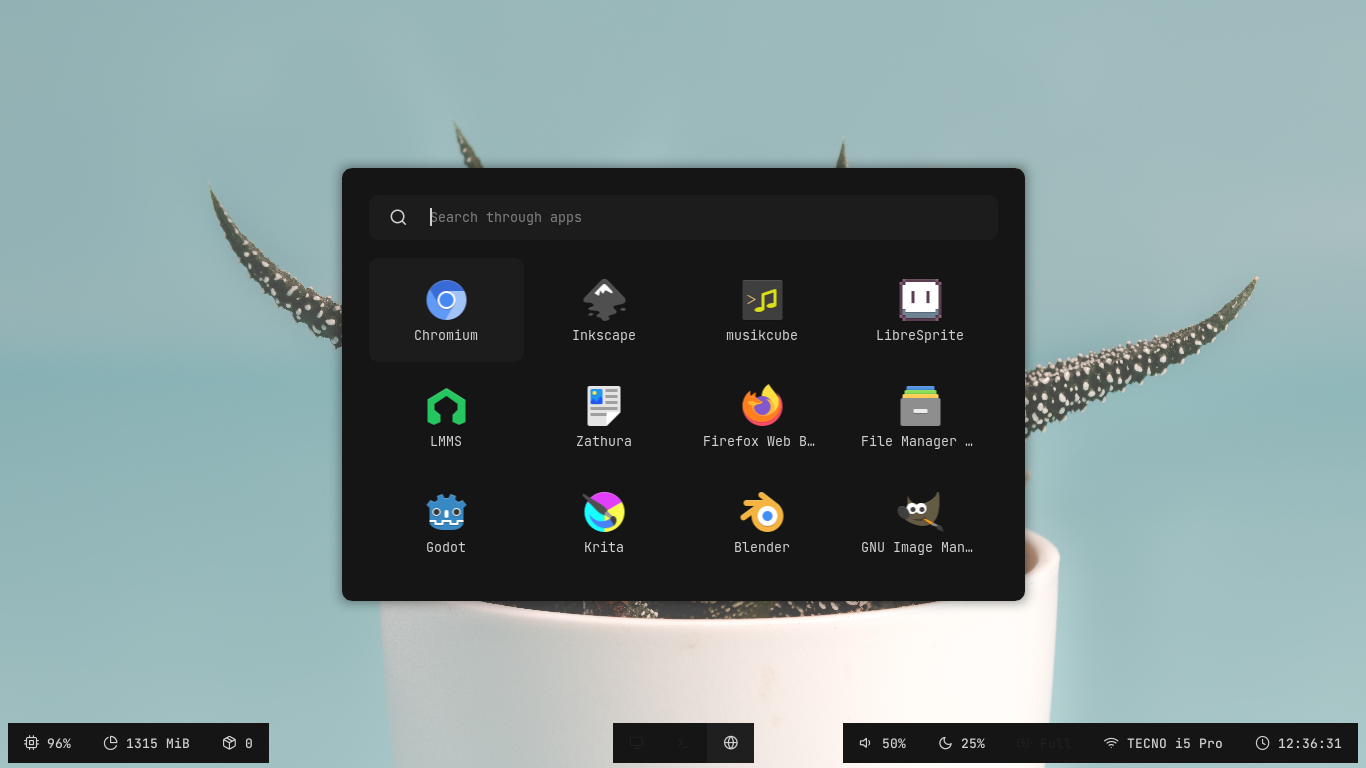 Search through apps
Chromium Inkscape musikcube LibreSprite
LMMS Zathura Firefox Web B… File Manager …
Godot Krita Blender GNU Image Man…
96% 1315 MiB 0 50% 25% Full TECNO i5 Pro 12:36:31